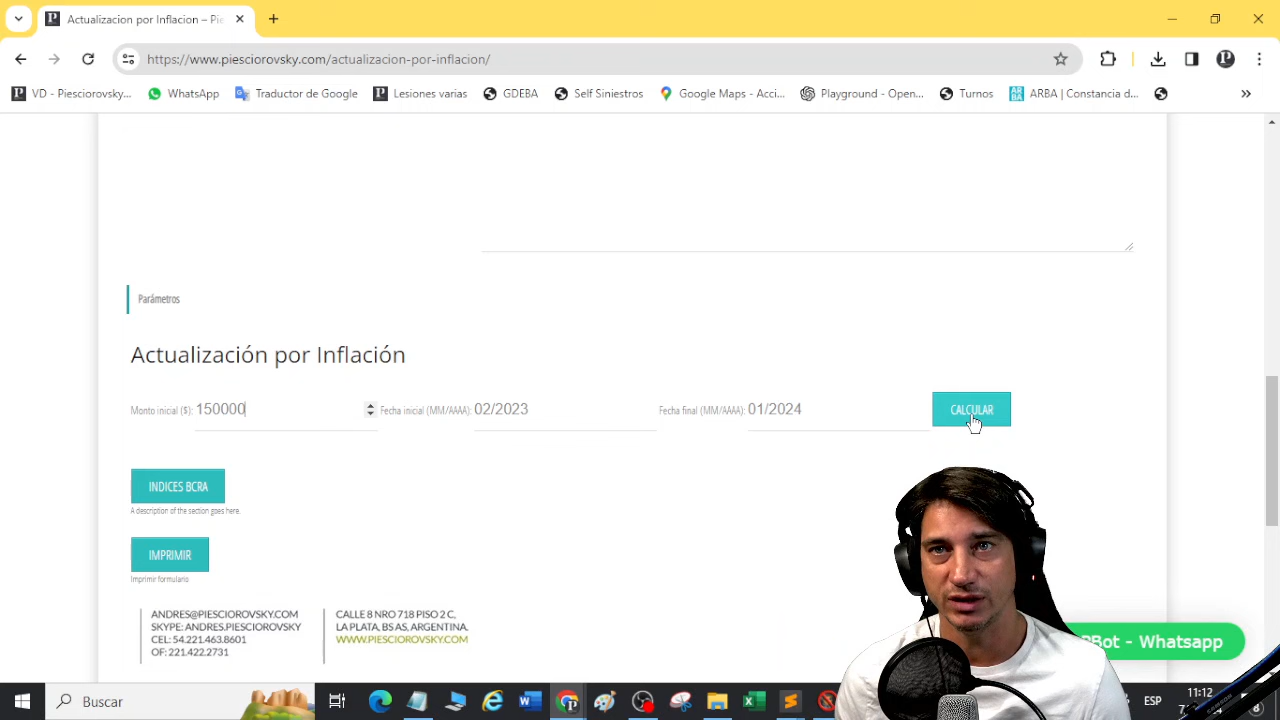 Actualizacion por Inflacion – Pie
https://www.piesciorovsky.com/actualizacion-por-inflacion/
VD - Piesciorovsky... WhatsApp Traductor de Google Lesiones varias GDEBA Self Siniestros Google Maps - Acci... Playground - Open... Turnos ARBA | Constancia d... »
Parámetros
Actualización por Inflación
Monto inicial ($): 150000 Fecha inicial (MM/AAAA): 02/2023 Fecha final (MM/AAAA): 01/2024 CALCULAR
INDICES BCRA
A description of the section goes here.
IMPRIMIR
Imprimir formulario
ANDRES@PIESCIOROVSKY.COM
SKYPE: ANDRES.PIESCIOROVSKY
CEL: 54.221.463.8601
OF: 221.422.2731
CALLE 8 NRO 718 PISO 2 C,
LA PLATA, BS AS, ARGENTINA.
WWW.PIESCIOROVSKY.COM
Bot - Whatsapp
Buscar
ESP
11:12